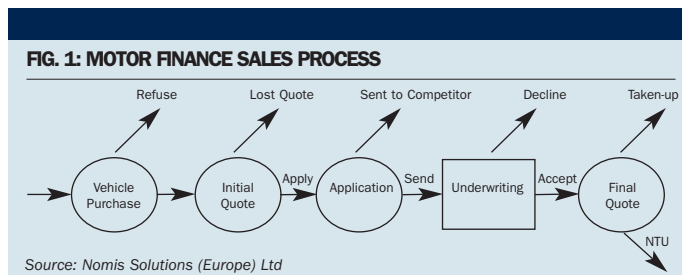 FIG. 1: MOTOR FINANCE SALES PROCESS
Refuse
Lost Quote
Sent to Competitor
Decline
Taken-up
Vehicle
Purchase
Initial
Quote
Apply
Application
Send
Underwriting
Accept
Final
Quote
NTU
Source: Nomis Solutions (Europe) Ltd